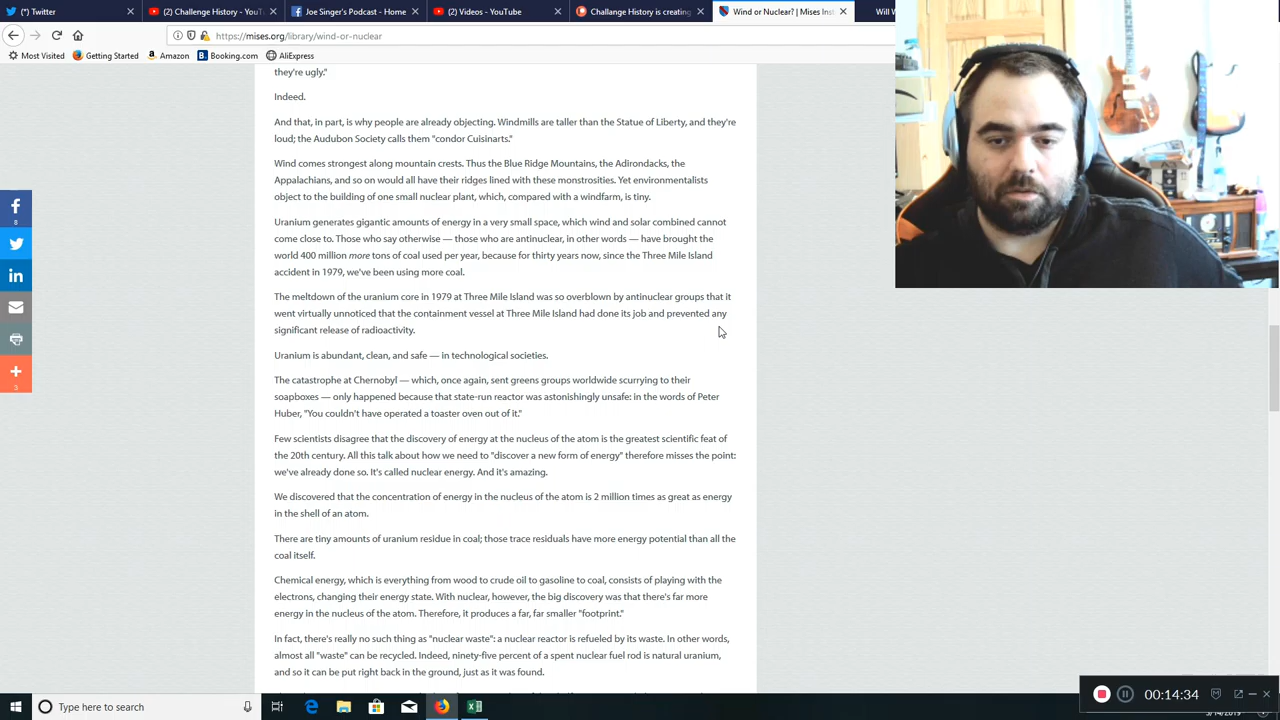 (*) Twitter
(2) Challenge History - YouT
Joe Singer's Podcast - Home
(2) Videos - YouTube
Challange History is creating
Wind or Nuclear? | Mises Inst
Will W
https://mises.org/library/wind-or-nuclear
Most Visited
Getting Started
Amazon
Booking.com
AliExpress
they're ugly."
Indeed.
And that, in part, is why people are already objecting. Windmills are taller than the Statue of Liberty, and they're
loud; the Audubon Society calls them "condor Cuisinarts."
Wind comes strongest along mountain crests. Thus the Blue Ridge Mountains, the Adirondacks, the
Appalachians, and so on would all have their ridges lined with these monstrosities. Yet environmentalists
object to the building of one small nuclear plant, which, compared with a windfarm, is tiny.
Uranium generates gigantic amounts of energy in a very small space, which wind and solar combined cannot
come close to. Those who say otherwise — those who are antinuclear, in other words — have brought the
world 400 million more tons of coal used per year, because for thirty years now, since the Three Mile Island
accident in 1979, we've been using more coal.
The meltdown of the uranium core in 1979 at Three Mile Island was so overblown by antinuclear groups that it
went virtually unnoticed that the containment vessel at Three Mile Island had done its job and prevented any
significant release of radioactivity.
Uranium is abundant, clean, and safe — in technological societies.
The catastrophe at Chernobyl — which, once again, sent greens groups worldwide scurrying to their
soapboxes — only happened because that state-run reactor was astonishingly unsafe: in the words of Peter
Huber, "You couldn't have operated a toaster oven out of it."
Few scientists disagree that the discovery of energy at the nucleus of the atom is the greatest scientific feat of
the 20th century. All this talk about how we need to "discover a new form of energy" therefore misses the point:
we've already done so. It's called nuclear energy. And it's amazing.
We discovered that the concentration of energy in the nucleus of the atom is 2 million times as great as energy
in the shell of an atom.
There are tiny amounts of uranium residue in coal; those trace residuals have more energy potential than all the
coal itself.
Chemical energy, which is everything from wood to crude oil to gasoline to coal, consists of playing with the
electrons, changing their energy state. With nuclear, however, the big discovery was that there's far more
energy in the nucleus of the atom. Therefore, it produces a far, far smaller "footprint."
In fact, there's really no such thing as "nuclear waste": a nuclear reactor is refueled by its waste. In other words,
almost all "waste" can be recycled. Indeed, ninety-five percent of a spent nuclear fuel rod is natural uranium,
and so it can be put right back in the ground, just as it was found.
8
3
Type here to search
00:14:34